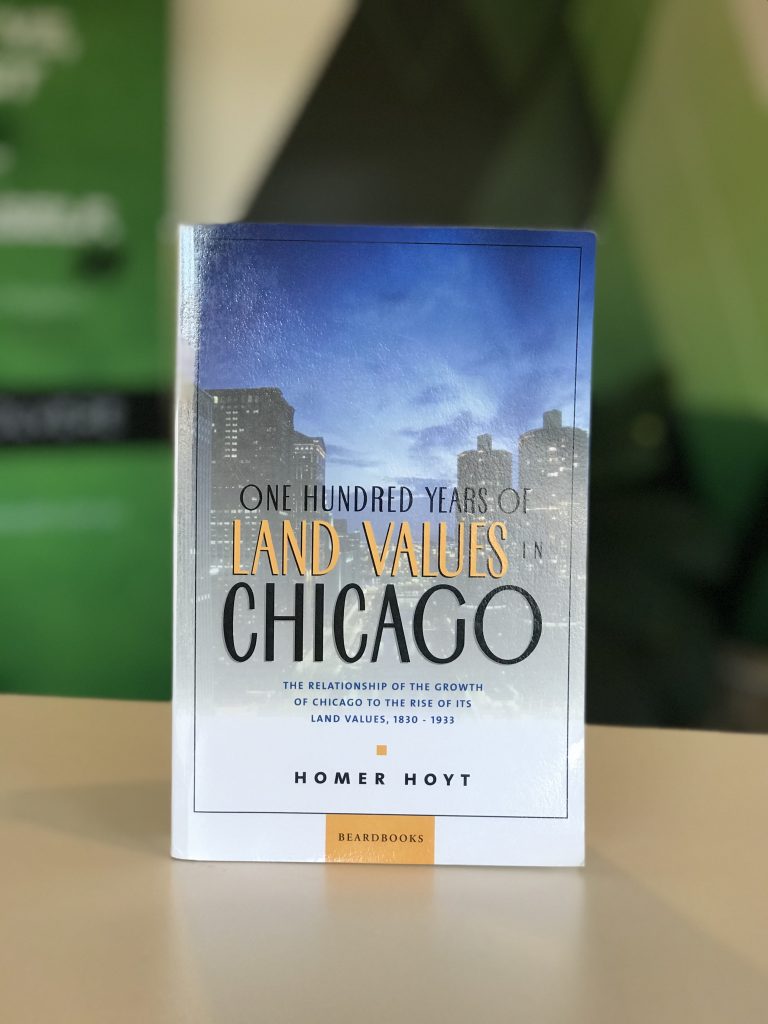 ONE HUNDRED YEARS OF
LAND VALUES IN
CHICAGO
THE RELATIONSHIP OF THE GROWTH
OF CHICAGO TO THE RISE OF ITS
LAND VALUES, 1830 - 1933
HOMER HOYT
BEARDBOOKS